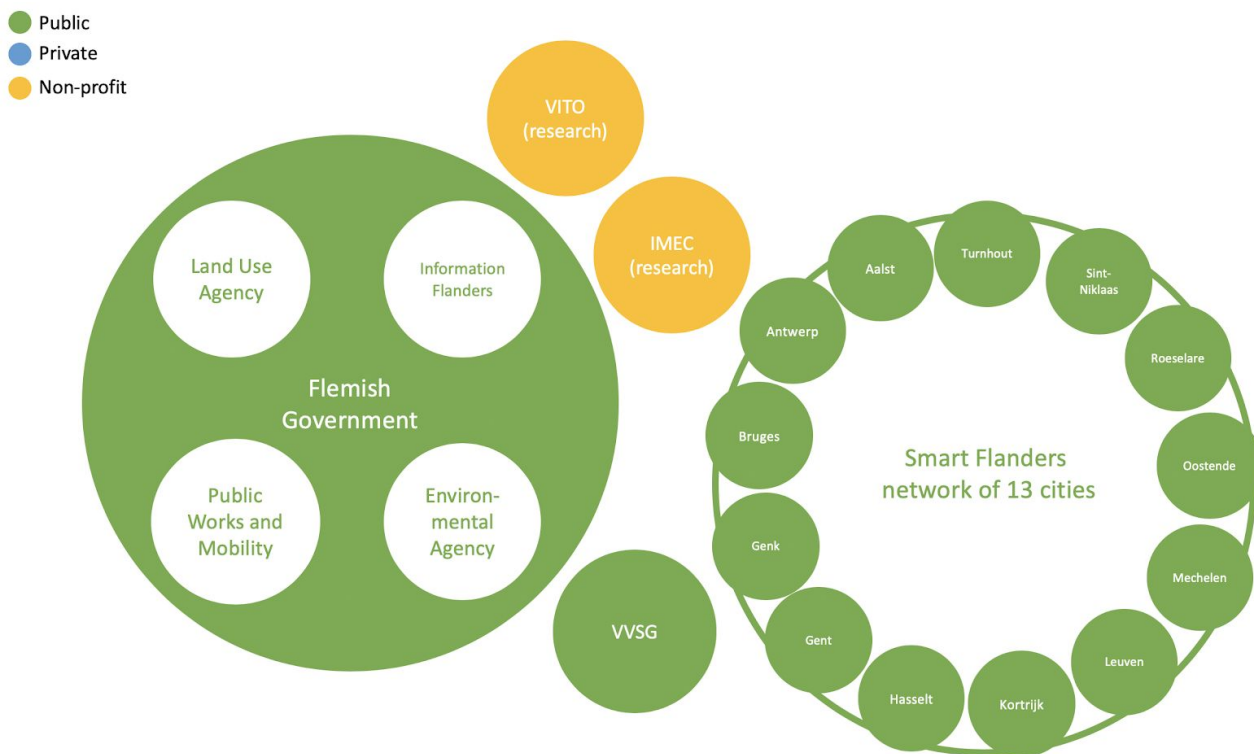 Public
Private
Non-profit
VITO
(research)
IMEC
(research)
Land Use
Agency
Information
Flanders
Flemish
Government
Public
Works and
Mobility
Environ-
mental
Agency
VVSG
Smart Flanders
network of 13 cities
Turnhout
Sint-
Niklaas
Roeselare
Oostende
Mechelen
Leuven
Kortrijk
Hasselt
Gent
Genk
Bruges
Antwerp
Aalst